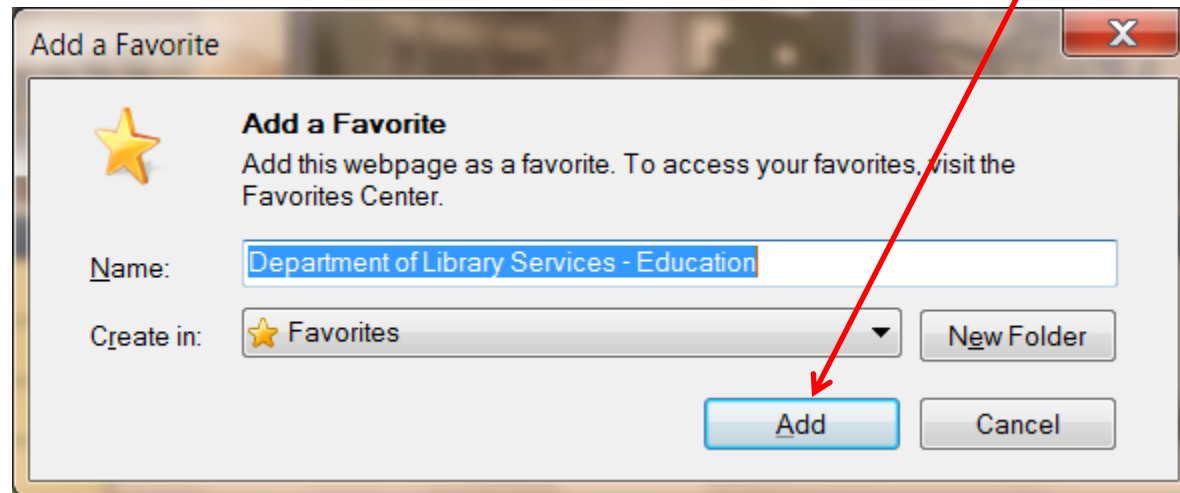 Add a Favorite
Add a Favorite
Add this webpage as a favorite. To access your favorites, visit the
Favorites Center.
Name: Department of Library Services - Education
Create in: Favorites New Folder
Add Cancel